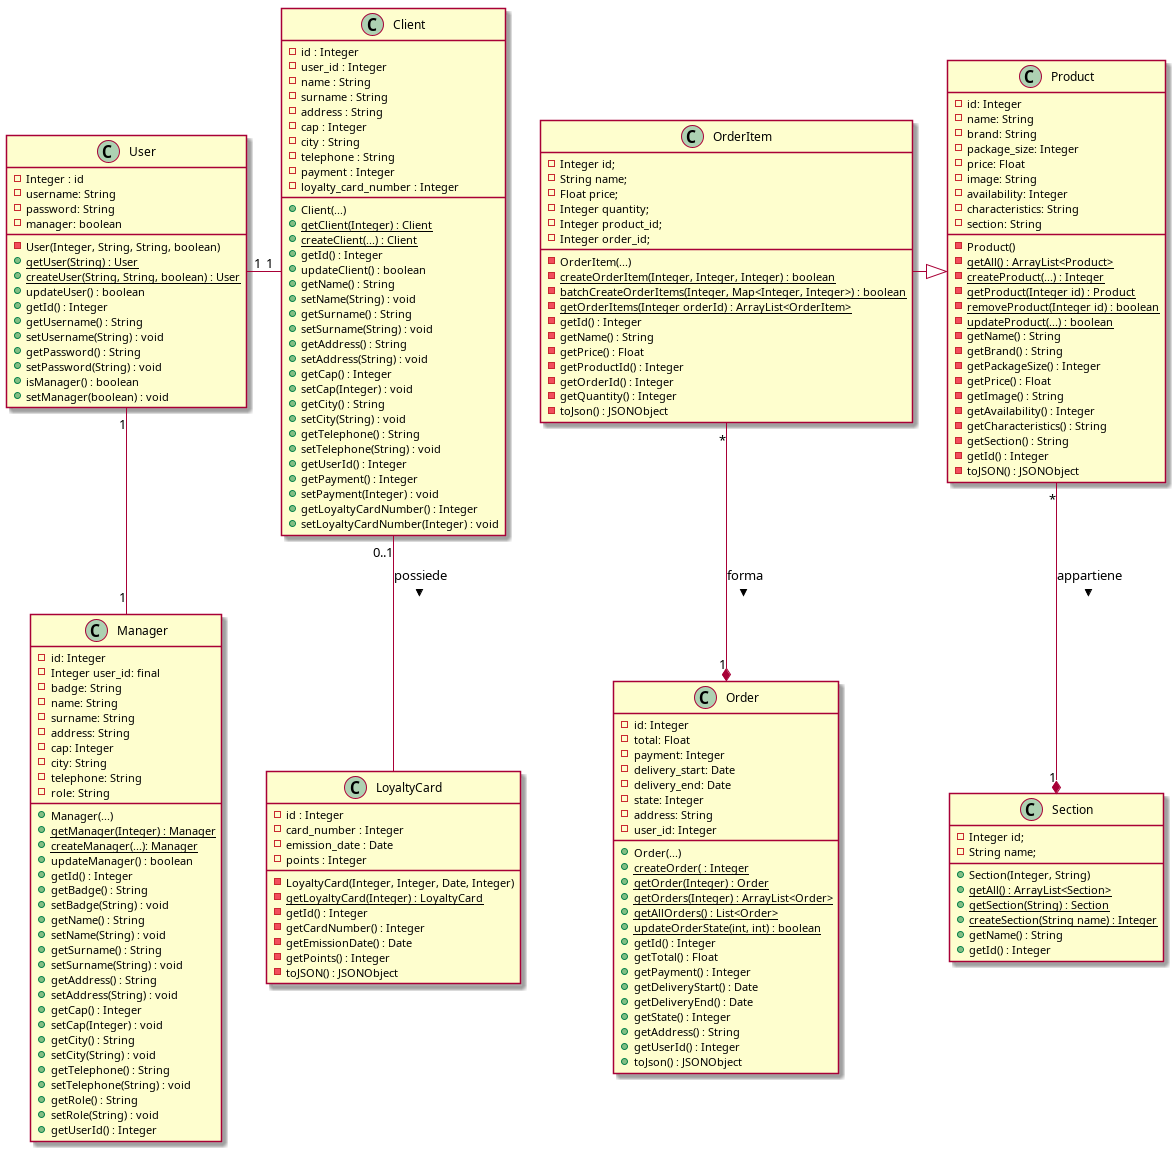 C User
Integer : id
username: String
password: String
manager: boolean
User(Integer, String, String, boolean)
getUser(String) : User
createUser(String, String, boolean) : User
updateUser() : boolean
getId() : Integer
getUsername() : String
setUsername(String) : void
getPassword() : String
setPassword(String) : void
isManager() : boolean
setManager(boolean) : void
1 1
C Client
id : Integer
user_id : Integer
name : String
surname : String
address : String
cap : Integer
city : String
telephone : String
payment : Integer
loyalty_card_number : Integer
Client(...)
getClient(Integer) : Client
createClient(...) : Client
getId() : Integer
updateClient() : boolean
getName() : String
setName(String) : void
getSurname() : String
setSurname(String) : void
getAddress() : String
setAddress(String) : void
getCap() : Integer
setCap(Integer) : void
getCity() : String
setCity(String) : void
getTelephone() : String
setTelephone(String) : void
getUserId() : Integer
getPayment() : Integer
setPayment(Integer) : void
getLoyaltyCardNumber() : Integer
setLoyaltyCardNumber(Integer) : void
C OrderItem
Integer id;
String name;
Float price;
Integer quantity;
Integer product_id;
Integer order_id;
OrderItem(...)
createOrderItem(Integer, Integer, Integer) : boolean
batchCreateOrderItems(Integer, Map<Integer, Integer>) : boolean
getOrderItems(Integer orderId) : ArrayList<OrderItem>
getId() : Integer
getName() : String
getPrice() : Float
getProductId() : Integer
getOrderId() : Integer
getQuantity() : Integer
toJson() : JSONObject
C Product
id: Integer
name: String
brand: String
package_size: Integer
price: Float
image: String
availability: Integer
characteristics: String
section: String
Product()
getAll() : ArrayList<Product>
createProduct(...) : Integer
getProduct(Integer id) : Product
removeProduct(Integer id) : boolean
updateProduct(...) : boolean
getName() : String
getBrand() : String
getPackageSize() : Integer
getPrice() : Float
getImage() : String
getAvailability() : Integer
getCharacteristics() : String
getSection() : String
getId() : Integer
toJSON() : JSONObject
1
1
0..1
possiede
*
forma
1
*
appartiene
1
C Manager
id: Integer
Integer user_id: final
badge: String
name: String
surname: String
address: String
cap: Integer
city: String
telephone: String
role: String
Manager(...)
getManager(Integer) : Manager
createManager(...): Manager
updateManager() : boolean
getId() : Integer
getBadge() : String
setBadge(String) : void
getName() : String
setName(String) : void
getSurname() : String
setSurname(String) : void
getAddress() : String
setAddress(String) : void
getCap() : Integer
setCap(Integer) : void
getCity() : String
setCity(String) : void
getTelephone() : String
setTelephone(String) : void
getRole() : String
setRole(String) : void
getUserId() : Integer
C LoyaltyCard
id : Integer
card_number : Integer
emission_date : Date
points : Integer
LoyaltyCard(Integer, Integer, Date, Integer)
getLoyaltyCard(Integer) : LoyaltyCard
getId() : Integer
getCardNumber() : Integer
getEmissionDate() : Date
getPoints() : Integer
toJSON() : JSONObject
C Order
id: Integer
total: Float
payment: Integer
delivery_start: Date
delivery_end: Date
state: Integer
address: String
user_id: Integer
Order(...)
createOrder( : Integer
getOrder(Integer) : Order
getOrders(Integer) : ArrayList<Order>
getAllOrders() : List<Order>
updateOrderState(int, int) : boolean
getId() : Integer
getTotal() : Float
getPayment() : Integer
getDeliveryStart() : Date
getDeliveryEnd() : Date
getState() : Integer
getAddress() : String
getUserId() : Integer
toJson() : JSONObject
C Section
Integer id;
String name;
Section(Integer, String)
getAll() : ArrayList<Section>
getSection(String) : Section
createSection(String name) : Integer
getName() : String
getId() : Integer